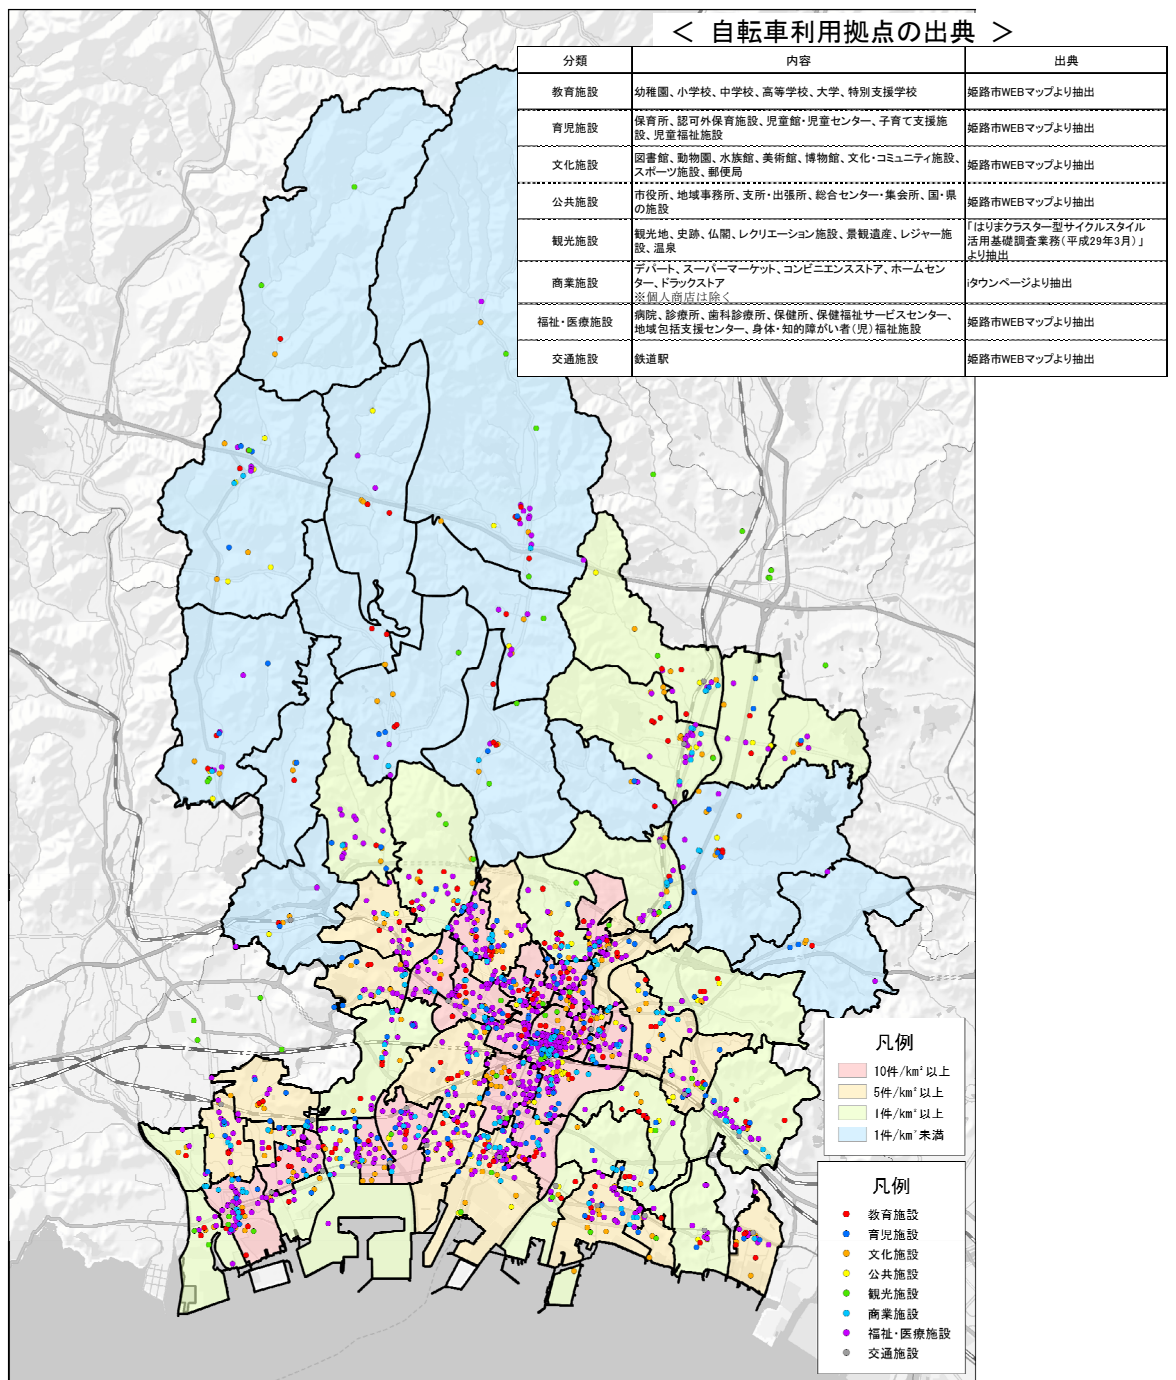 ＜ 自転車利用拠点の出典 ＞
分類 内容 出典
教育施設 幼稚園、小学校、中学校、高等学校、大学、特別支援学校 姫路市WEBマップより抽出
育児施設 保育所、認可外保育施設、児童館・児童センター、子育て支援施設、児童福祉施設 姫路市WEBマップより抽出
文化施設 図書館、動物園、水族館、美術館、博物館、文化・コミュニティ施設、スポーツ施設、郵便局 姫路市WEBマップより抽出
公共施設 市役所、地域事務所、支所・出張所、総合センター・集会所、国・県の施設 姫路市WEBマップより抽出
観光施設 観光地、史跡、仏閣、レクリエーション施設、景観遺産、レジャー施設、温泉 「はりまクラスター型サイクルスタイル活用基礎調査業務（平成29年3月）」より抽出
商業施設 デパート、スーパーマーケット、コンビニエンスストア、ホームセンター、ドラックストア ※個人商店は除く iタウンページより抽出
福祉・医療施設 病院、診療所、歯科診療所、保健所、保健福祉サービスセンター、地域包括支援センター、身体・知的障がい者（児）福祉施設 姫路市WEBマップより抽出
交通施設 鉄道駅 姫路市WEBマップより抽出
凡例
10件/km²以上
5件/km²以上
1件/km²以上
1件/km²未満
凡例
教育施設
育児施設
文化施設
公共施設
観光施設
商業施設
福祉・医療施設
交通施設